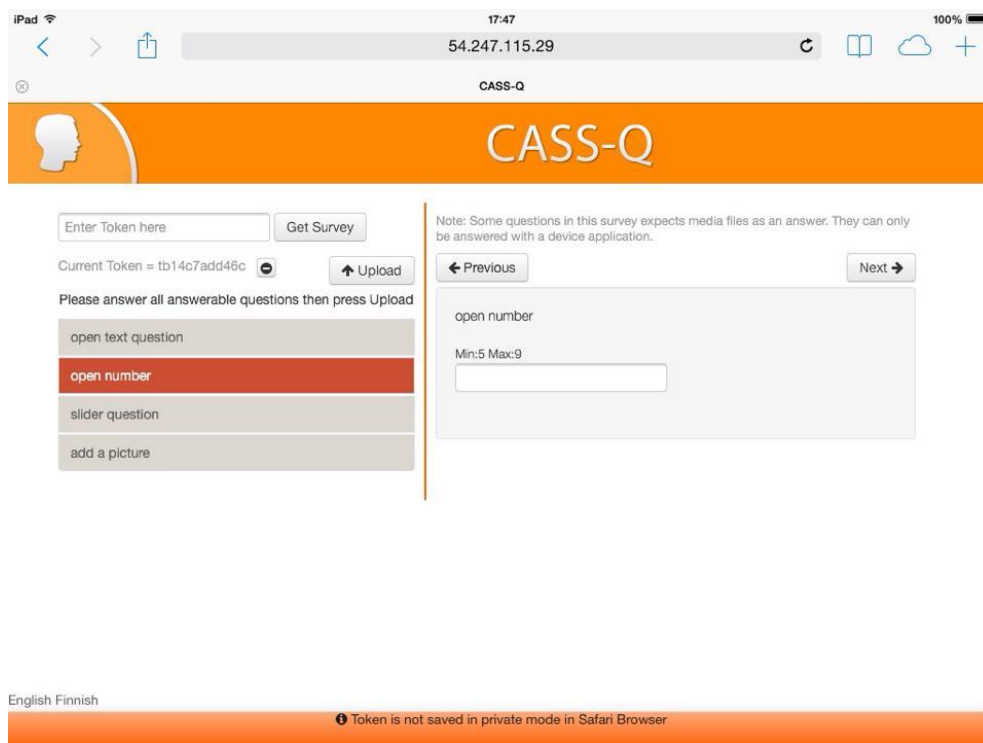 iPad 17:47 100%
54.247.115.29
CASS-Q
CASS-Q
Enter Token here Get Survey
Current Token = tb14c7add46c Upload
Please answer all answerable questions then press Upload
open text question
open number
slider question
add a picture
Note: Some questions in this survey expects media files as an answer. They can only
be answered with a device application.
Previous Next
open number
Min:5 Max:9
English Finnish
Token is not saved in private mode in Safari Browser